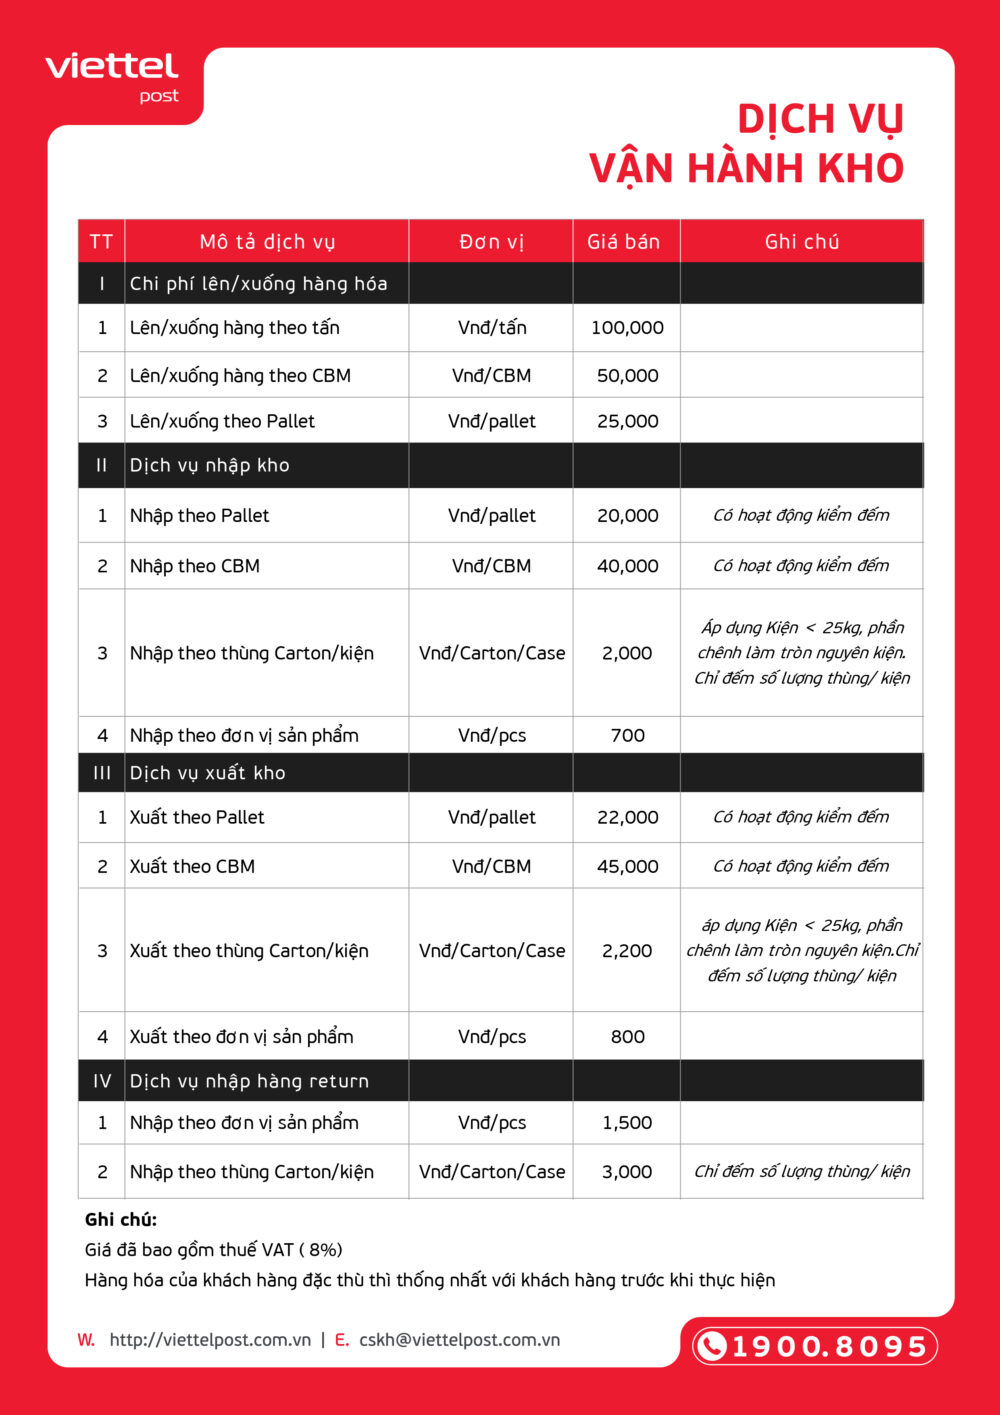 viettel
post
DỊCH VỤ
VẬN HÀNH KHO
TT Mô tả dịch vụ Đơn vị Giá bán Ghi chú
I Chi phí lên/xuống hàng hóa
1 Lên/xuống hàng theo tấn Vnđ/tấn 100,000
2 Lên/xuống hàng theo CBM Vnđ/CBM 50,000
3 Lên/xuống theo Pallet Vnđ/pallet 25,000
II Dịch vụ nhập kho
1 Nhập theo Pallet Vnđ/pallet 20,000 Có hoạt động kiểm đếm
2 Nhập theo CBM Vnđ/CBM 40,000 Có hoạt động kiểm đếm
3 Nhập theo thùng Carton/kiện Vnđ/Carton/Case 2,000
Áp dụng Kiện < 25kg, phần
chênh làm tròn nguyên kiện.
Chỉ đếm số lượng thùng/ kiện
4 Nhập theo đơn vị sản phẩm Vnđ/pcs 700
III Dịch vụ xuất kho
1 Xuất theo Pallet Vnđ/pallet 22,000 Có hoạt động kiểm đếm
2 Xuất theo CBM Vnđ/CBM 45,000 Có hoạt động kiểm đếm
3 Xuất theo thùng Carton/kiện Vnđ/Carton/Case 2,200
áp dụng Kiện < 25kg, phần
chênh làm tròn nguyên kiện.Chỉ
đếm số lượng thùng/ kiện
4 Xuất theo đơn vị sản phẩm Vnđ/pcs 800
IV Dịch vụ nhập hàng return
1 Nhập theo đơn vị sản phẩm Vnđ/pcs 1,500
2 Nhập theo thùng Carton/kiện Vnđ/Carton/Case 3,000 Chỉ đếm số lượng thùng/ kiện
Ghi chú:
Giá đã bao gồm thuế VAT ( 8%)
Hàng hóa của khách hàng đặc thù thì thống nhất với khách hàng trước khi thực hiện
W. http://viettelpost.com.vn | E. cskh@viettelpost.com.vn
1900.8095